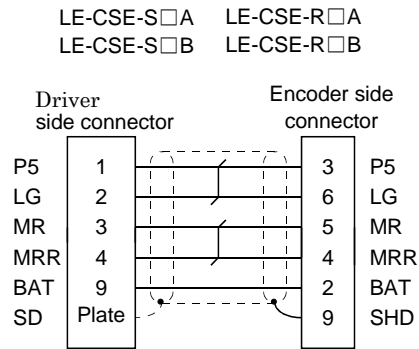 LE-CSE-S□A LE-CSE-R□A
LE-CSE-S□B LE-CSE-R□B
Driver
side connector
Encoder side
connector
P5 1 3 P5
LG 2 6 LG
MR 3 5 MR
MRR 4 4 MRR
BAT 9 2 BAT
SD Plate 9 SHD